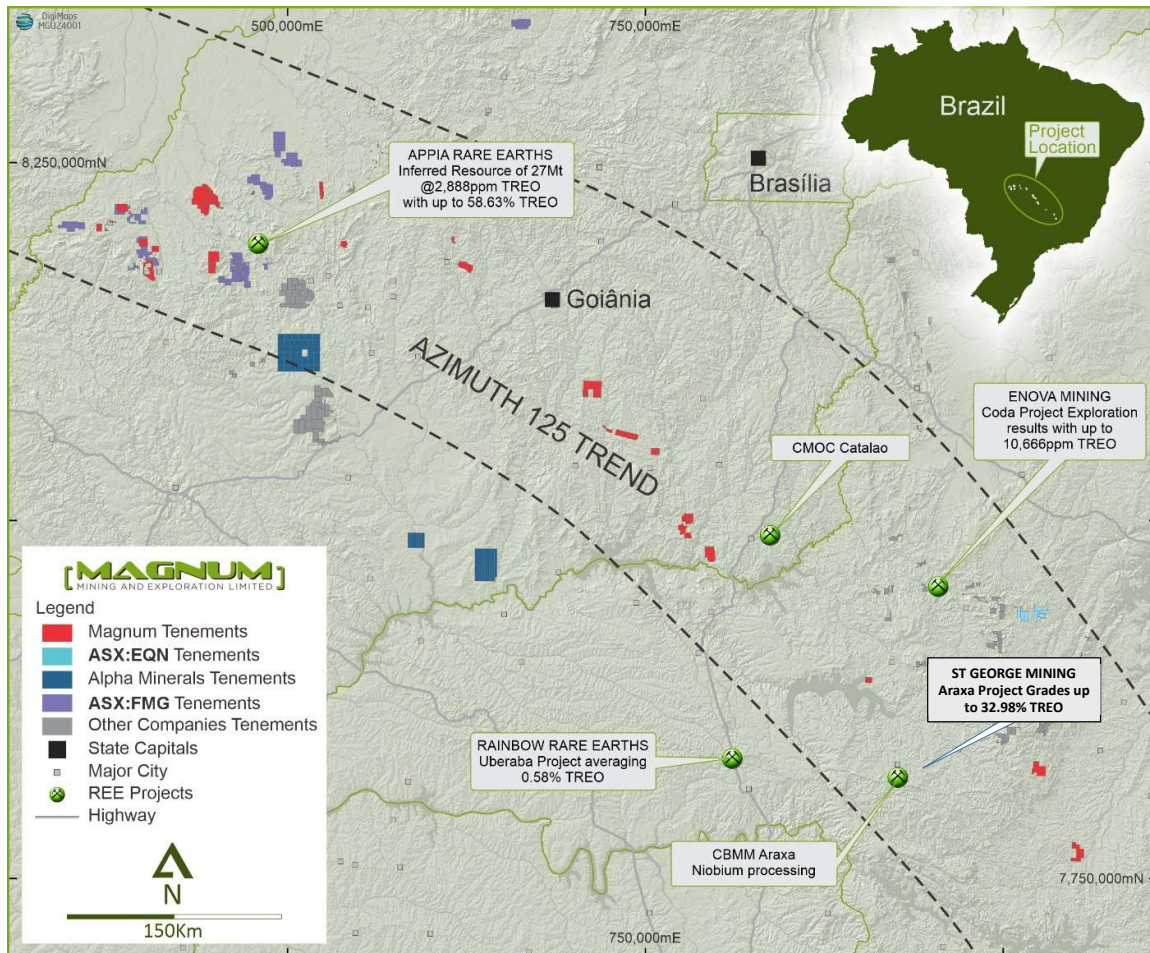 DigiMaps
MGUZ4001
500,000mE
750,000mE
8,250,000mN
APPIA RARE EARTHS
Inferred Resource of 27Mt
@2,888ppm TREO
with up to 58.63% TREO
Brasília
Brazil
Project
Location
Goiânia
AZIMUTH 125 TREND
ENOVA MINING
Coda Project Exploration
results with up to
10,666ppm TREO
CMOC Catalao
[MAGNUM]
MINING AND EXPLORATION LIMITED
Legend
Magnum Tenements
ASX:EQN Tenements
Alpha Minerals Tenements
ASX:FMG Tenements
Other Companies Tenements
State Capitals
Major City
REE Projects
Highway
N
150Km
ST GEORGE MINING
Araxa Project Grades up
to 32.98% TREO
RAINBOW RARE EARTHS
Uberaba Project averaging
0.58% TREO
CBMM Araxa
Niobium processing
7,750,000mN
750,000mE